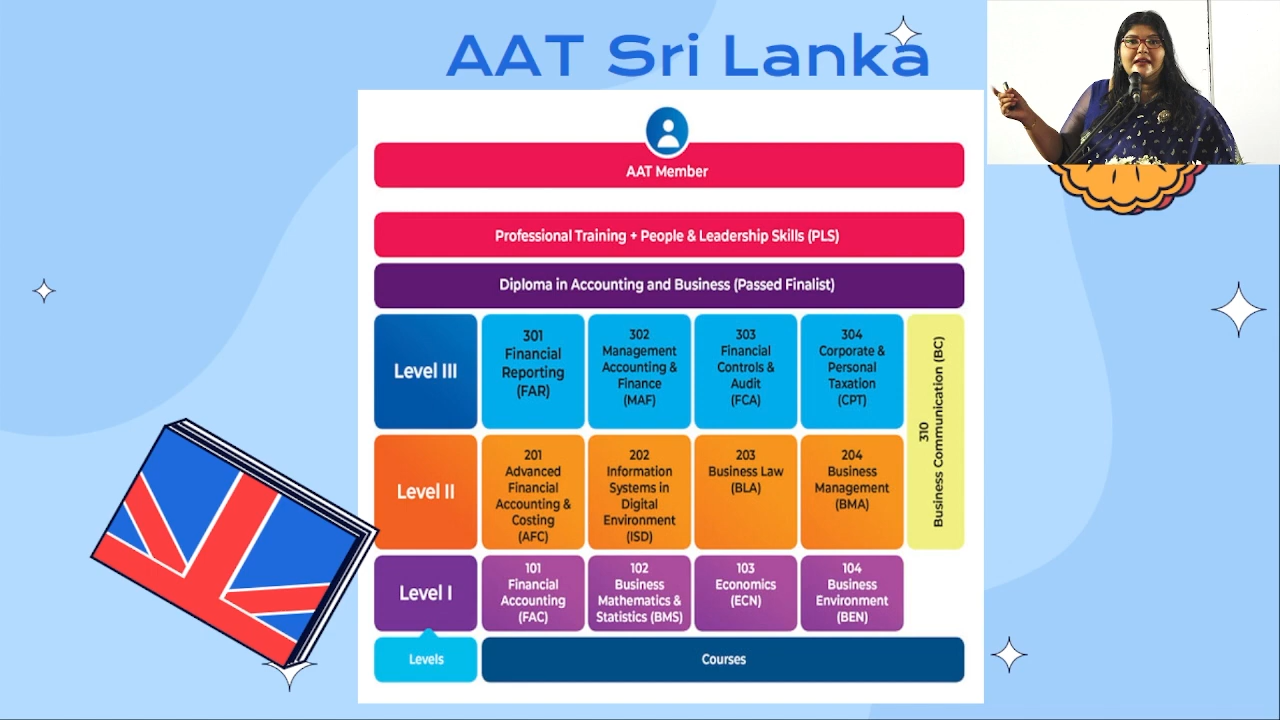 AAT Sri Lanka
AAT Member
Professional Training + People & Leadership Skills (PLS)
Diploma in Accounting and Business (Passed Finalist)
Level III
301
Financial
Reporting
(FAR)
302
Management
Accounting &
Finance
(MAF)
303
Financial
Controls &
Audit
(FCA)
304
Corporate &
Personal
Taxation
(CPT)
310
Business Communication (BC)
Level II
201
Advanced
Financial
Accounting &
Costing
(AFC)
202
Information
Systems in
Digital
Environment
(ISD)
203
Business Law
(BLA)
204
Business
Management
(BMA)
Level I
101
Financial
Accounting
(FAC)
102
Business
Mathematics &
Statistics (BMS)
103
Economics
(ECN)
104
Business
Environment
(BEN)
Levels
Courses